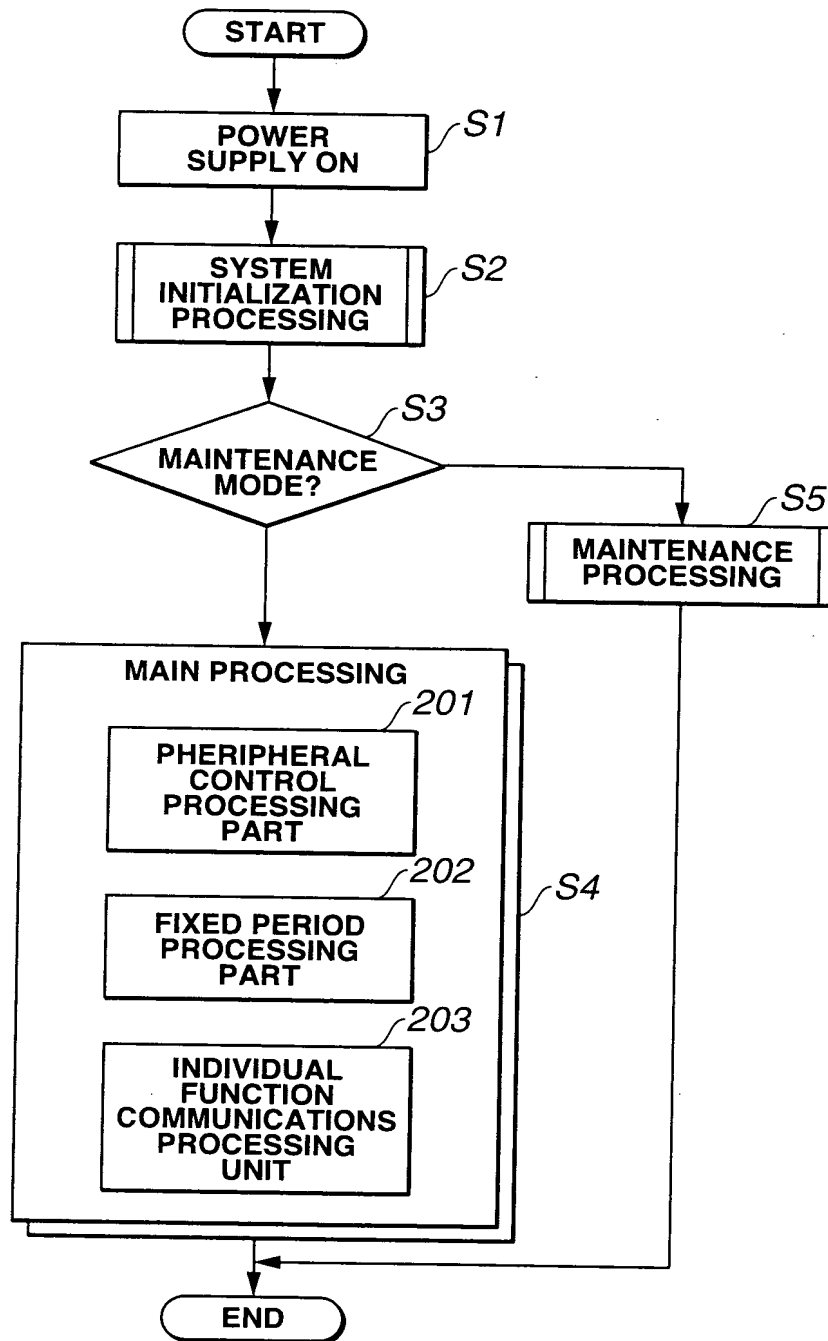 START
S1
POWER
SUPPLY ON
S2
SYSTEM
INITIALIZATION
PROCESSING
S3
MAINTENANCE
MODE?
S5
MAINTENANCE
PROCESSING
MAIN PROCESSING
201
PHERIPHERAL
CONTROL
PROCESSING
PART
202
S4
FIXED PERIOD
PROCESSING
PART
203
INDIVIDUAL
FUNCTION
COMMUNICATIONS
PROCESSING
UNIT
END